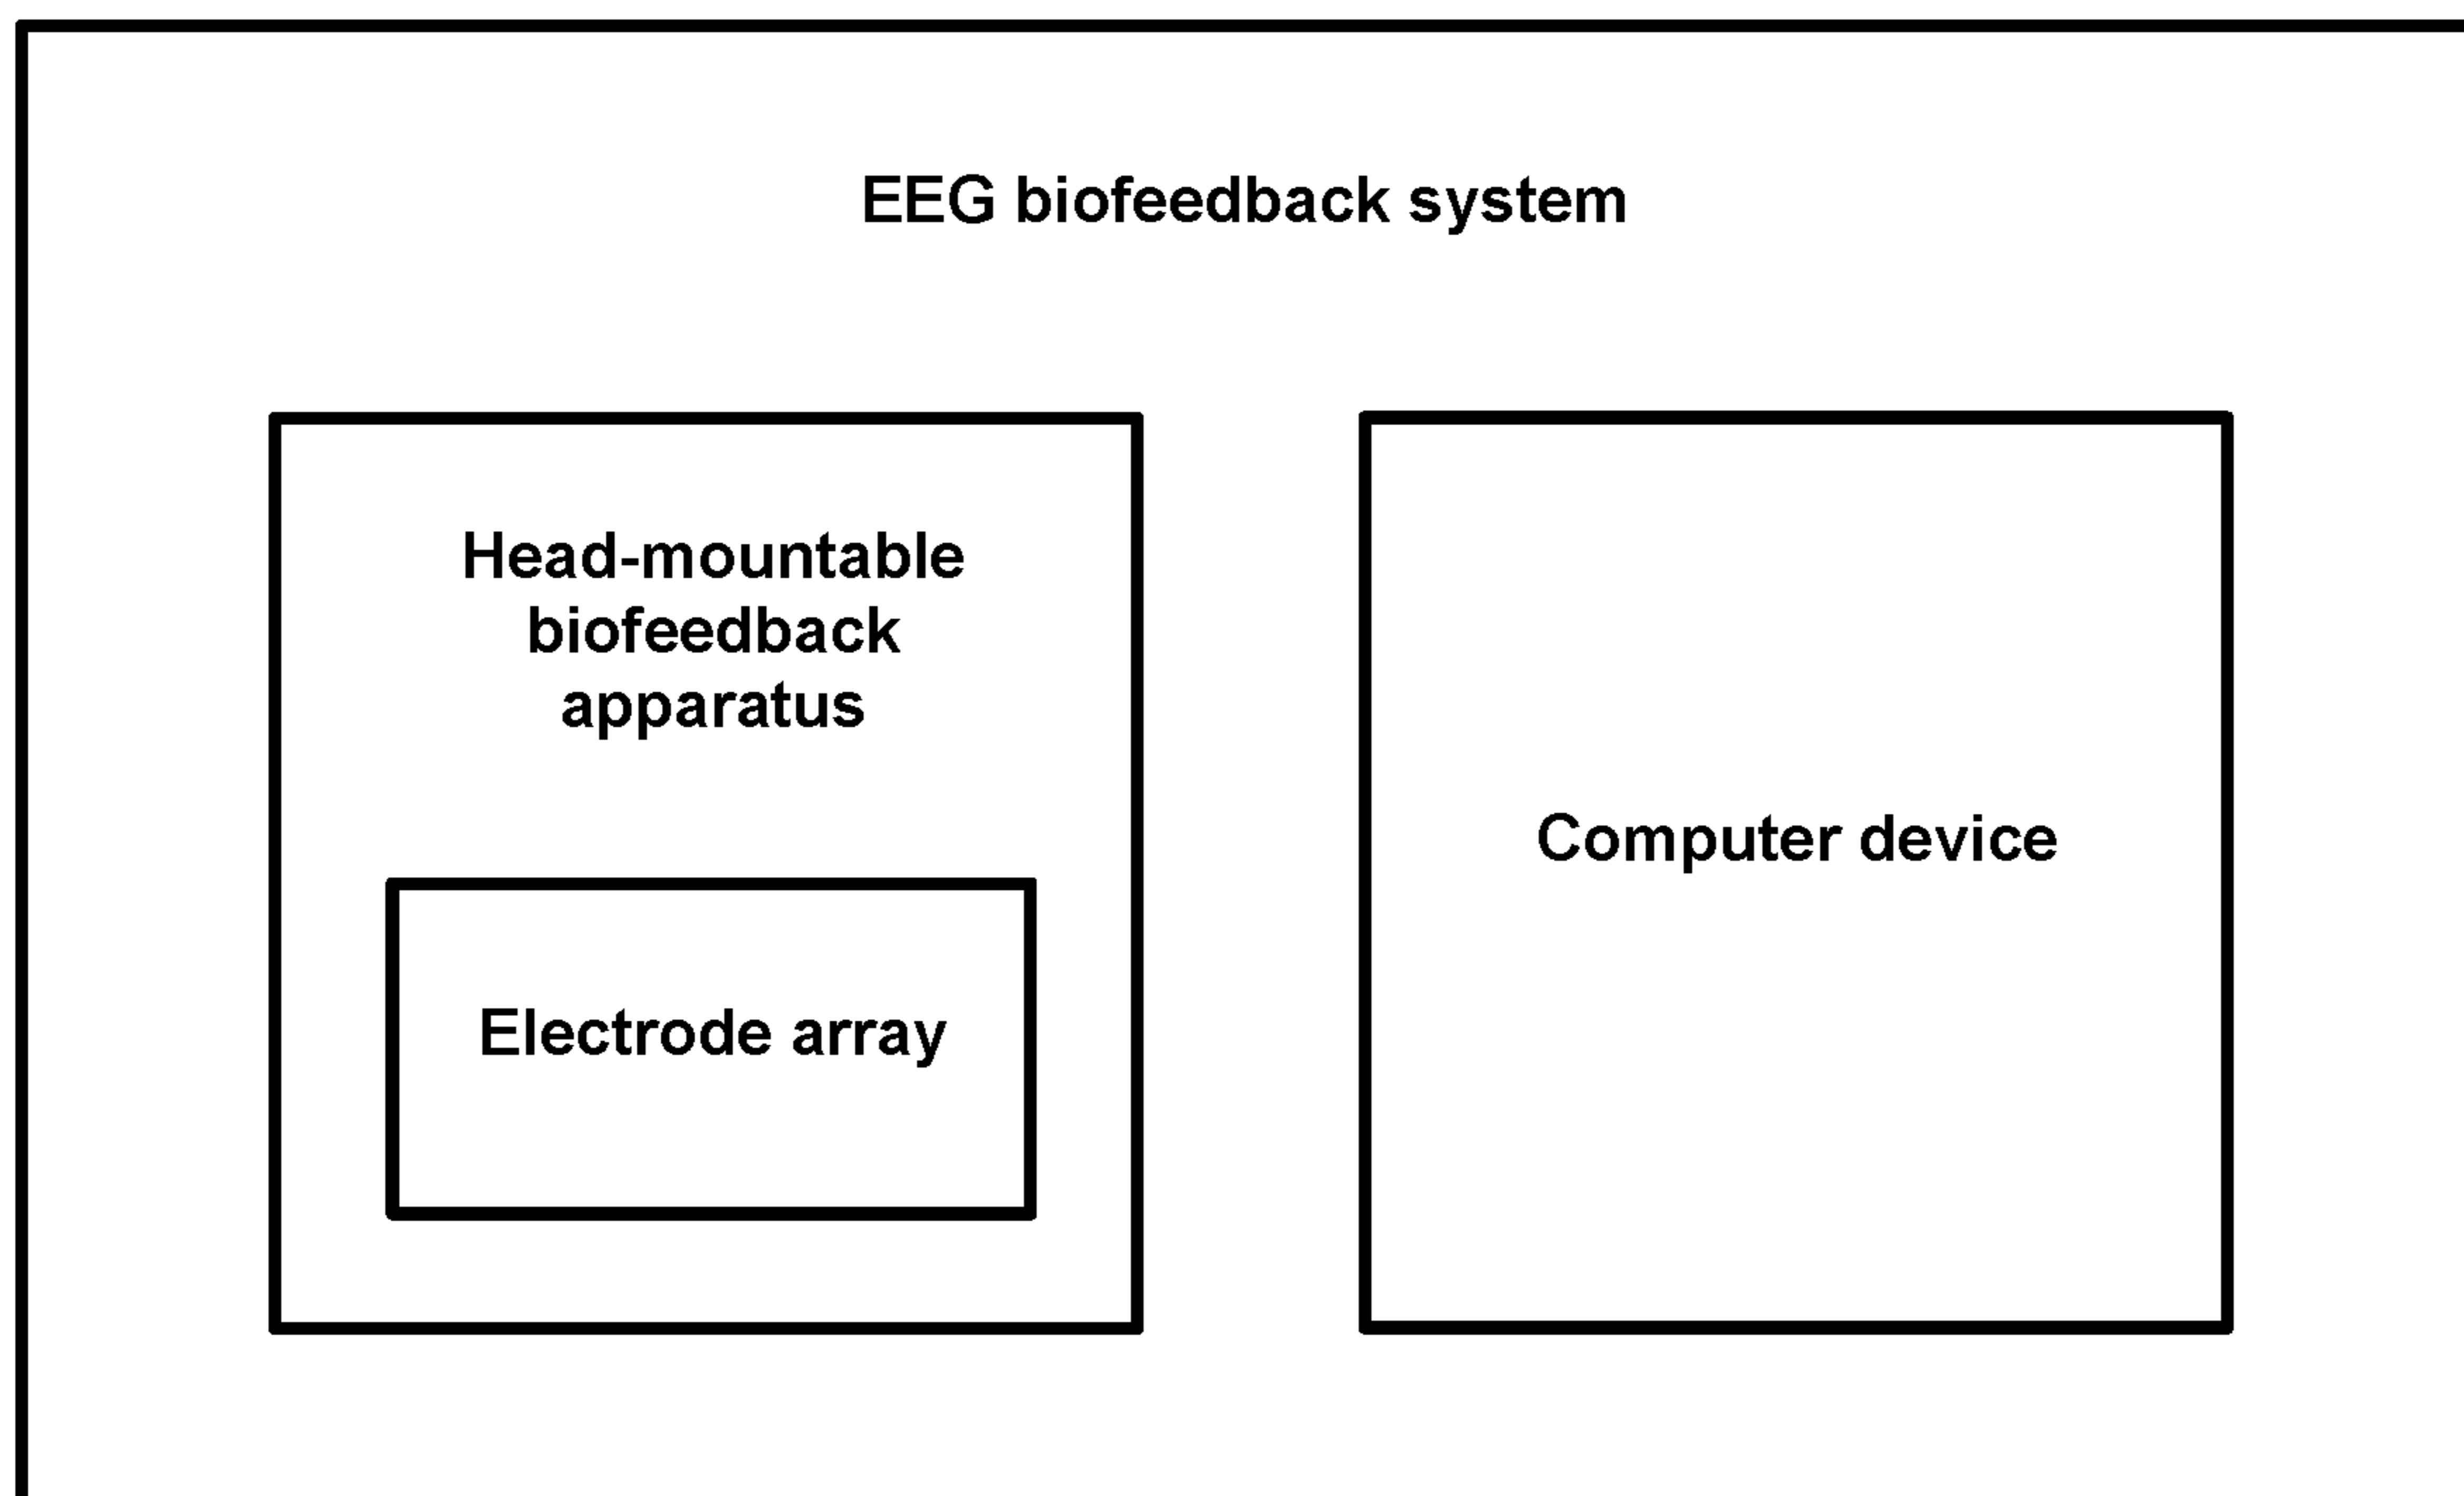 EEG biofeedback system
Head-mountable
biofeedback
apparatus
Computer device
Electrode array